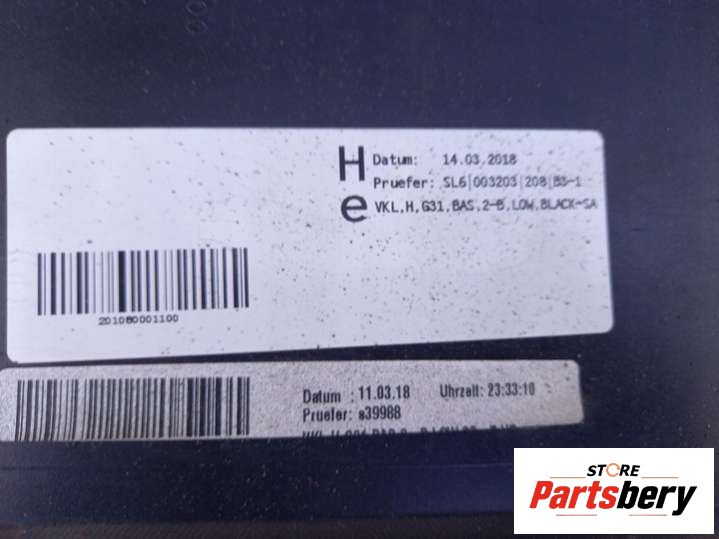 H
e
Datum: 14.03.2018
Pruefer: SL6|003203|208|B3-1
VKL,H,G31,BAS,2-B,LOW,BLACK-SA
201080001100
Datum : 11.03.18 Uhrzeit: 23:33:10
Pruefer: a39988
STORE
Partsbery